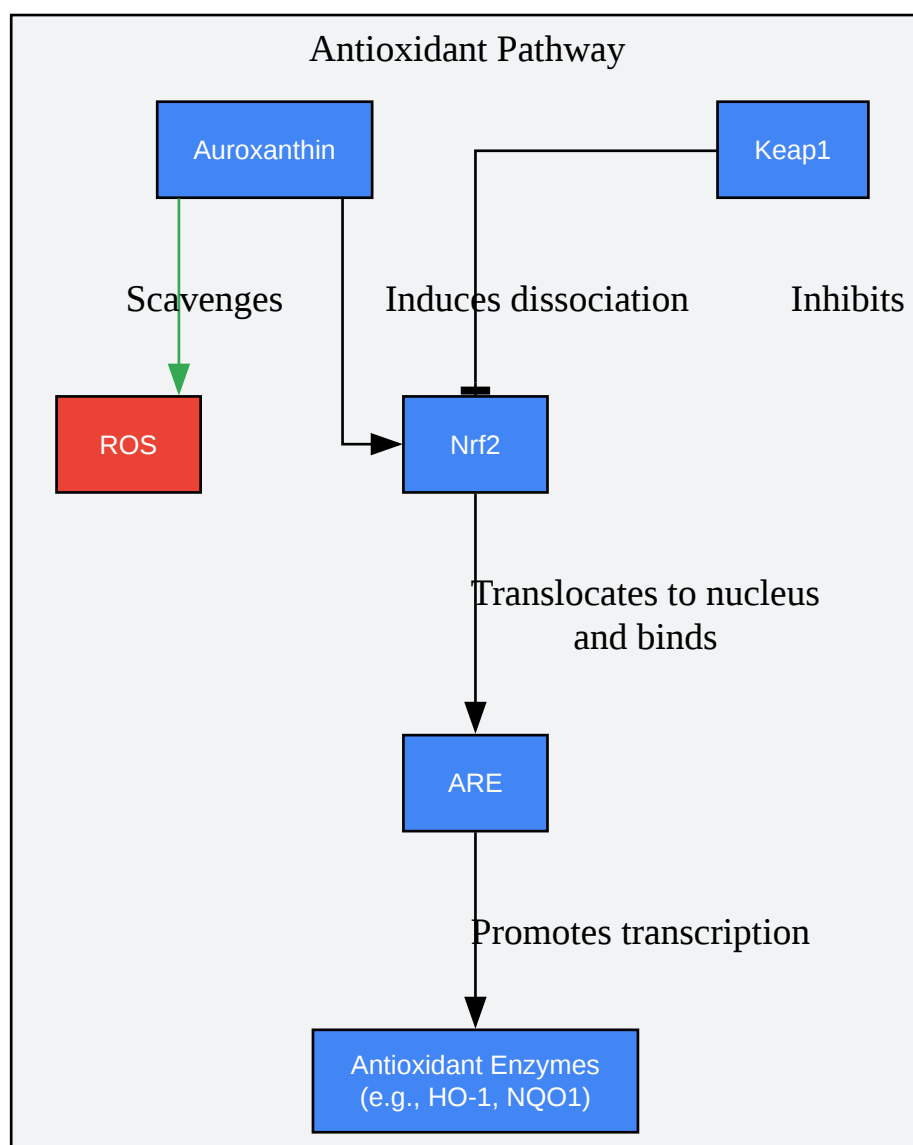 Antioxidant Pathway
Auroxanthin
Keap1
Scavenges
Induces dissociation
Inhibits
ROS
Nrf2
Translocates to nucleus
and binds
ARE
Promotes transcription
Antioxidant Enzymes
(e.g., HO-1, NQO1)